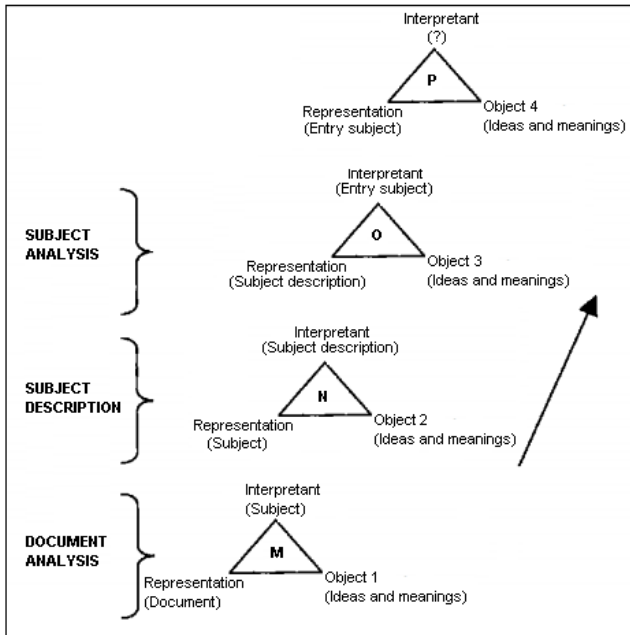 Interpretant
(?)
P
Representation
(Entry subject)
Object 4
(Ideas and meanings)
Interpretant
(Entry subject)
SUBJECT
ANALYSIS
O
Representation
(Subject description)
Object 3
(Ideas and meanings)
Interpretant
(Subject description)
SUBJECT
DESCRIPTION
N
Representation
(Subject)
Object 2
(Ideas and meanings)
Interpretant
(Subject)
DOCUMENT
ANALYSIS
M
Representation
(Document)
Object 1
(Ideas and meanings)